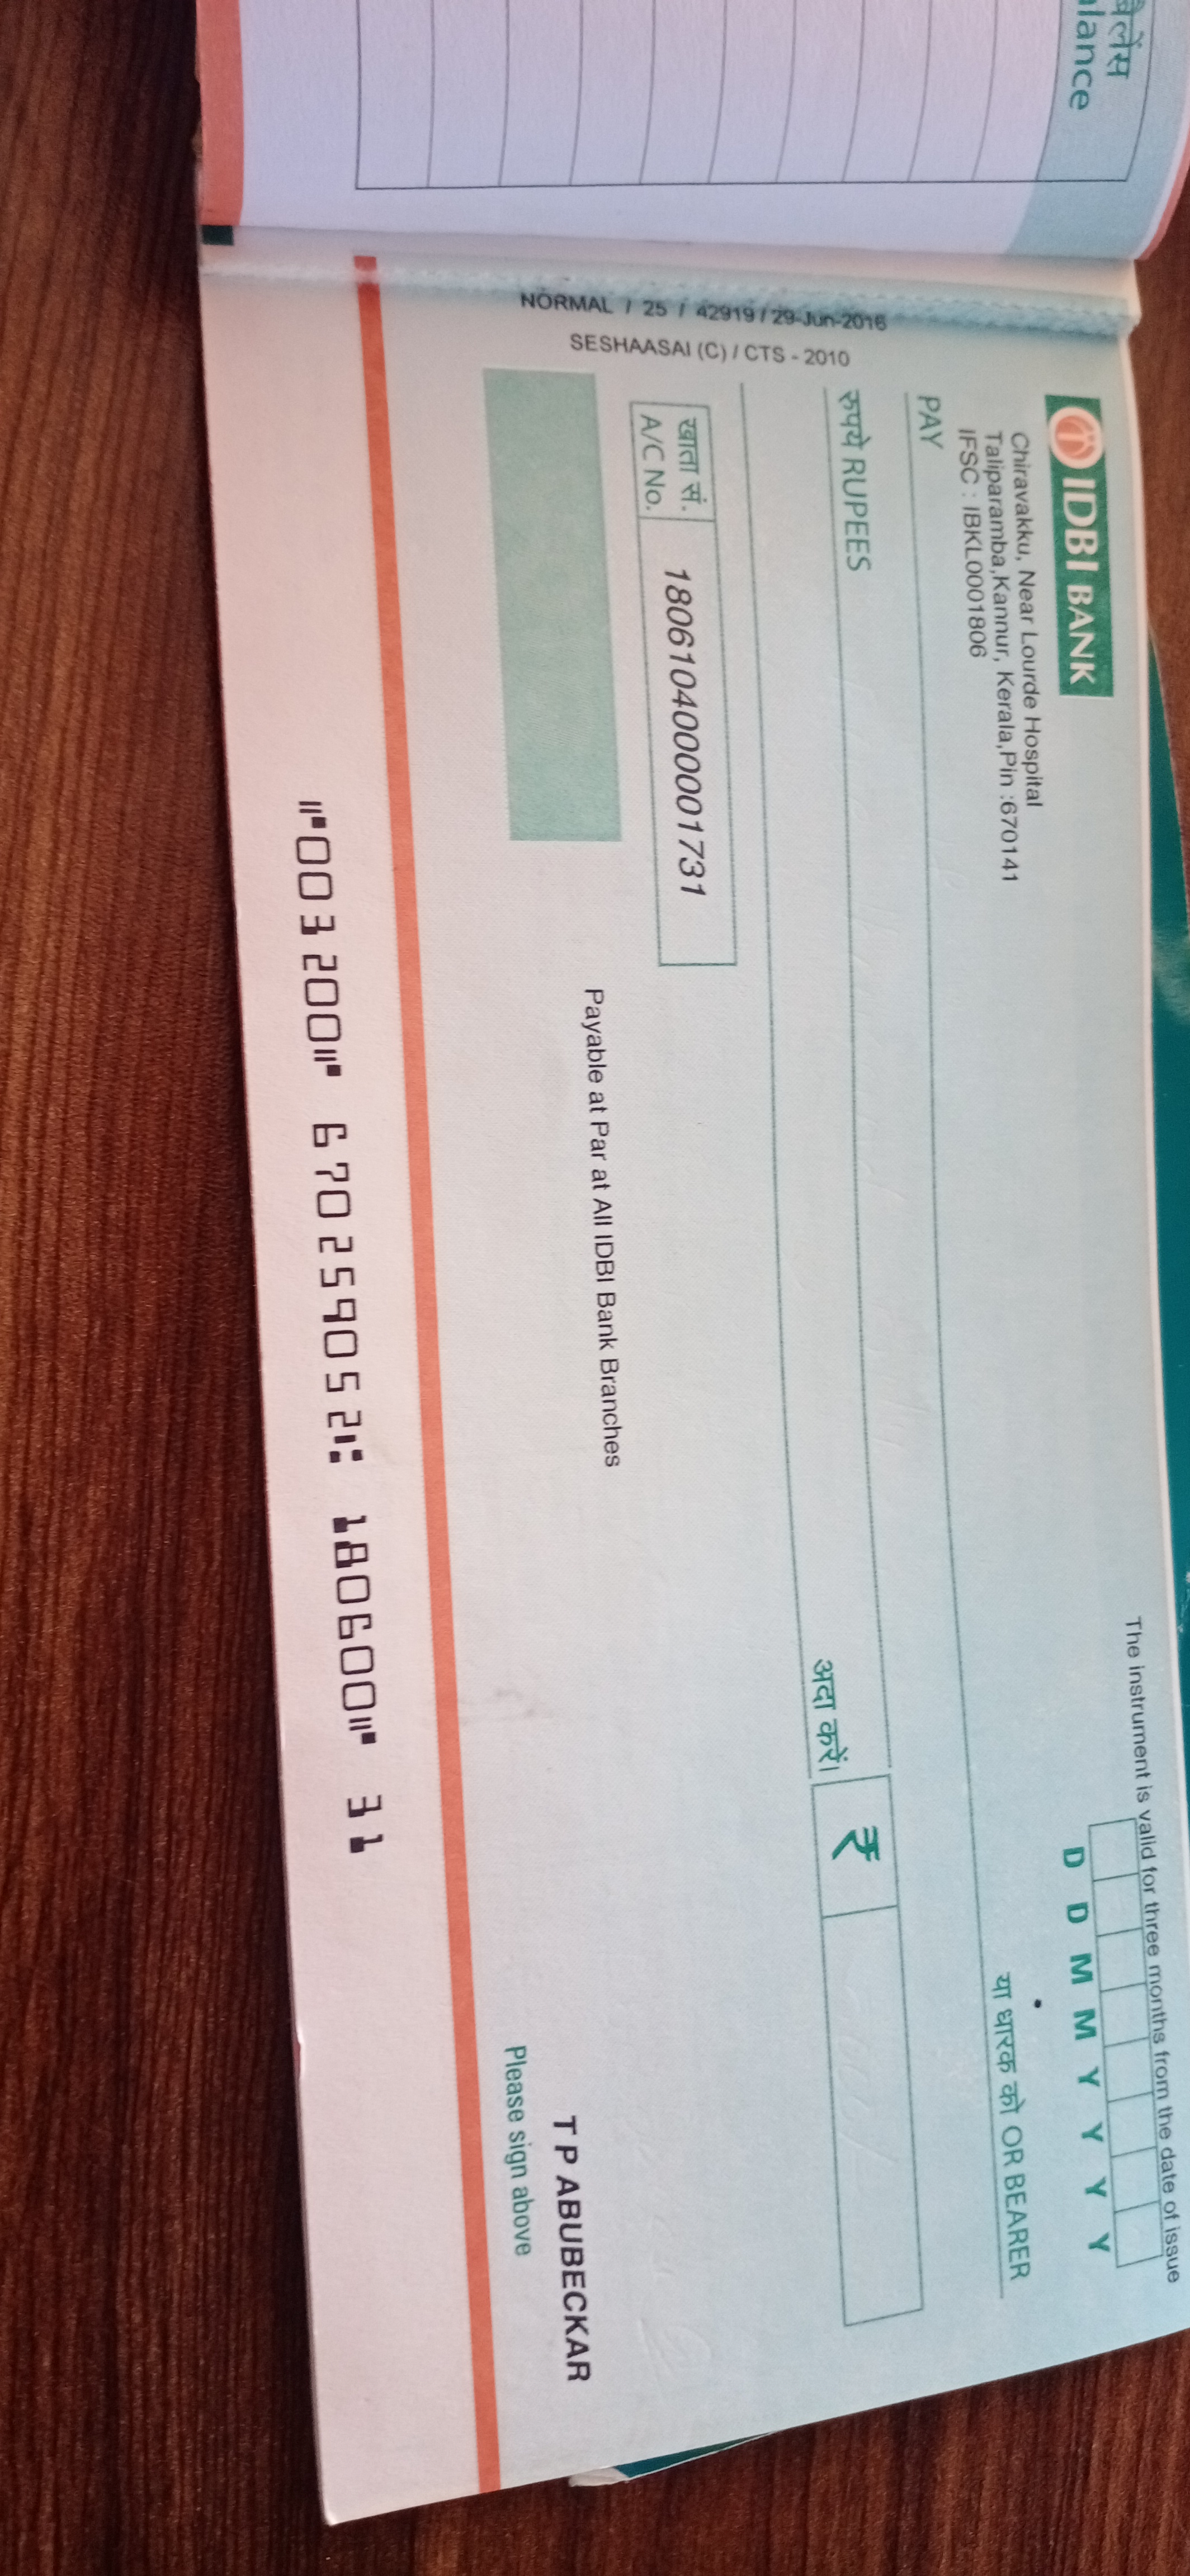 बैलेंस
alance
NORMAL / 25 / 42919 / 29-Jun-2016
SESHAASAI (C) / CTS - 2010
IDBI BANK
Chiravakku, Near Lourde Hospital
Taliparamba,Kannur, Kerala,Pin :670141
IFSC : IBKL0001806
The instrument is valid for three months from the date of issue
D D M M Y Y Y Y
PAY
या धारक को OR BEARER
रुपये RUPEES
अदा करें।
₹
खाता सं.
A/C No.
1806104000001731
Payable at Par at All IDBI Bank Branches
T P ABUBECKAR
Please sign above
⑈003200⑈ 670259052⑆ 180600⑈ 31